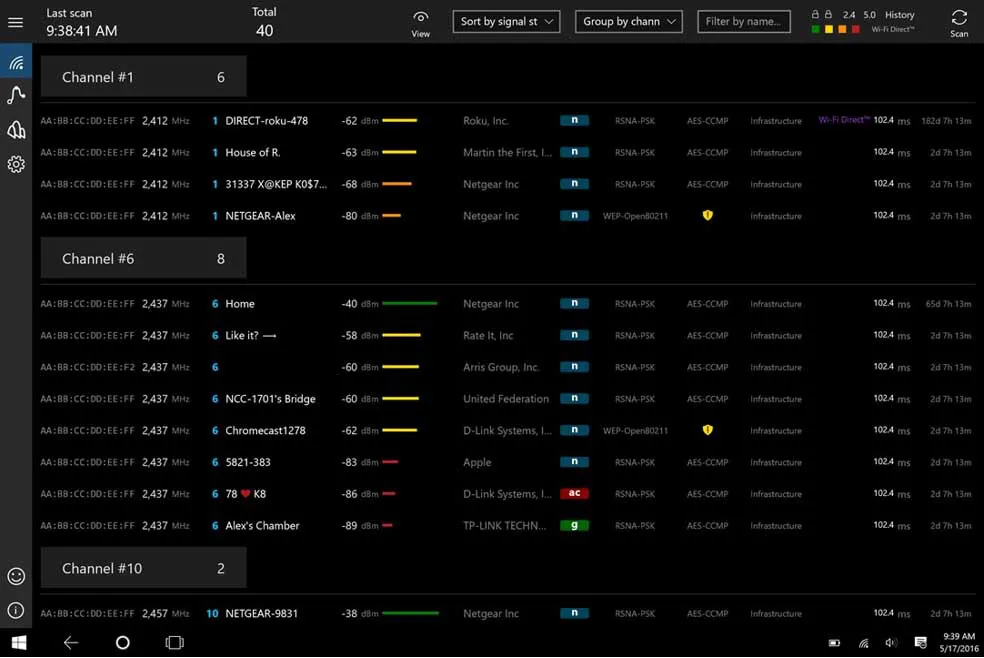 Last scan
9:38:41 AM
Total
40
View
Sort by signal st
Group by chann
Filter by name...
2.4 5.0 History
Wi-Fi Direct™
Scan
Channel #1 6
AA:BB:CC:DD:EE:FF 2,412 MHz 1 DIRECT-roku-478 -62 dBm Roku, Inc. n RSNA-PSK AES-CCMP Infrastructure Wi-Fi Direct™ 102.4 ms 182d 7h 13m
AA:BB:CC:DD:EE:FF 2,412 MHz 1 House of R. -63 dBm Martin the First, I... n RSNA-PSK AES-CCMP Infrastructure 102.4 ms 2d 7h 13m
AA:BB:CC:DD:EE:FF 2,412 MHz 1 31337 X@KEP K0$7... -68 dBm Netgear Inc n RSNA-PSK AES-CCMP Infrastructure 102.4 ms 2d 7h 13m
AA:BB:CC:DD:EE:FF 2,412 MHz 1 NETGEAR-Alex -80 dBm Netgear Inc n WEP-Open80211 AES-CCMP Infrastructure 102.4 ms 2d 7h 13m
Channel #6 8
AA:BB:CC:DD:EE:FF 2,437 MHz 6 Home -40 dBm Netgear Inc n RSNA-PSK AES-CCMP Infrastructure 102.4 ms 65d 7h 13m
AA:BB:CC:DD:EE:FF 2,437 MHz 6 Like it? ⟶ -58 dBm Rate It, Inc n RSNA-PSK AES-CCMP Infrastructure 102.4 ms 2d 7h 13m
AA:BB:CC:DD:EE:F2 2,437 MHz 6 -60 dBm Arris Group, Inc. n RSNA-PSK AES-CCMP Infrastructure 102.4 ms 2d 7h 13m
AA:BB:CC:DD:EE:FF 2,437 MHz 6 NCC-1701's Bridge -60 dBm United Federation n RSNA-PSK AES-CCMP Infrastructure 102.4 ms 2d 7h 13m
AA:BB:CC:DD:EE:FF 2,437 MHz 6 Chromecast1278 -62 dBm D-Link Systems, I... n WEP-Open80211 Infrastructure 102.4 ms 2d 7h 13m
AA:BB:CC:DD:EE:FF 2,437 MHz 6 5821-383 -83 dBm Apple n RSNA-PSK AES-CCMP Infrastructure 102.4 ms 2d 7h 13m
AA:BB:CC:DD:EE:FF 2,437 MHz 6 78 ♥ K8 -86 dBm D-Link Systems, I... ac RSNA-PSK AES-CCMP Infrastructure 102.4 ms 2d 7h 13m
AA:BB:CC:DD:EE:FF 2,437 MHz 6 Alex's Chamber -89 dBm TP-LINK TECHN... g RSNA-PSK AES-CCMP Infrastructure 102.4 ms 2d 7h 13m
Channel #10 2
AA:BB:CC:DD:EE:FF 2,457 MHz 10 NETGEAR-9831 -38 dBm Netgear Inc n RSNA-PSK AES-CCMP Infrastructure 102.4 ms 2d 7h 13m
9:39 AM
5/17/2016